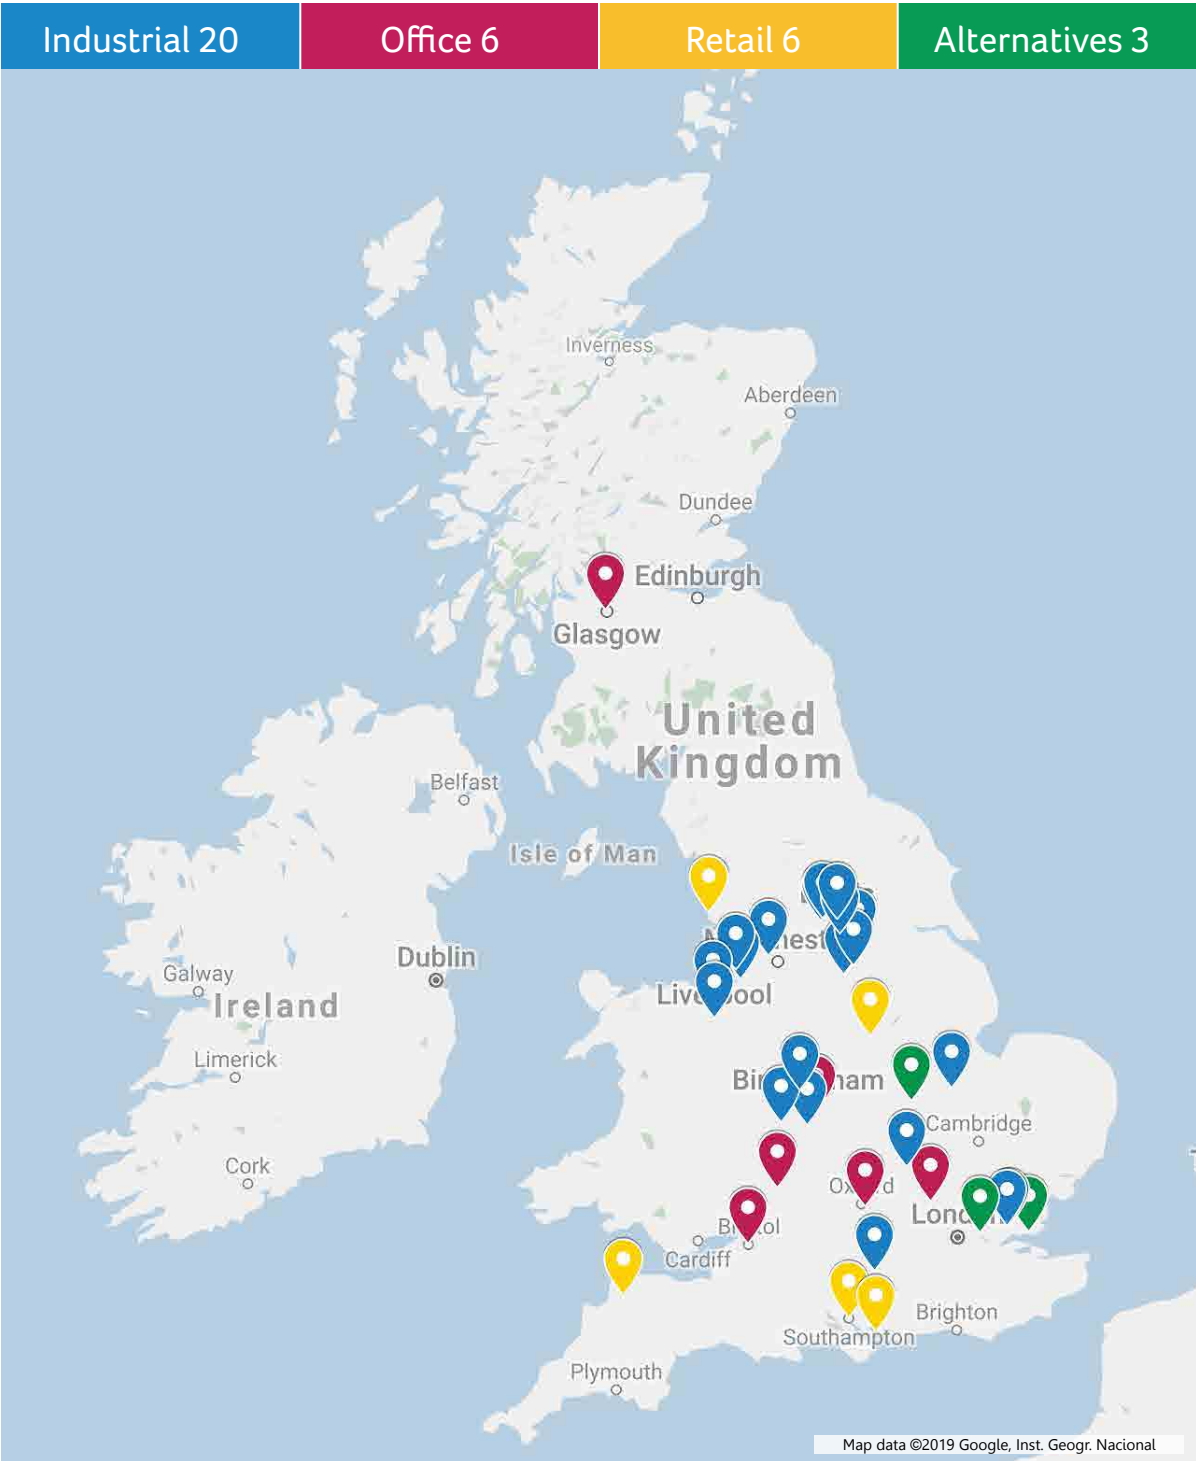 Industrial 20
Office 6
Retail 6
Alternatives 3
Inverness
Aberdeen
Dundee
Edinburgh
Glasgow
United
Kingdom
Belfast
Isle of Man
Dublin
Galway
Ireland
Limerick
Cork
Cambridge
Cardiff
Southampton
Brighton
Plymouth
Map data ©2019 Google, Inst. Geogr. Nacional